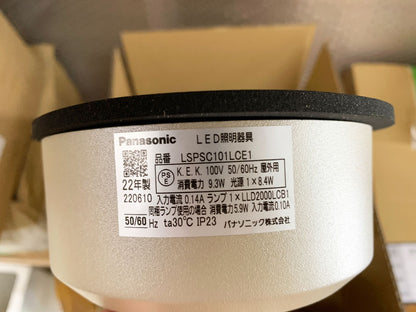 Panasonic LED照明器具
品番 LSPSC101LCE1
PS E K.E.K. 100V 50/60Hz 屋外用
22年製 消費電力 9.3W 光源 1×8.4W
220610 入力電流 0.14A ランプ 1×LLD2000LCB1
同梱ランプ使用の場合 消費電力5.9W 入力電流0.10A
50/60 Hz ta30℃ IP23 パナソニック株式会社